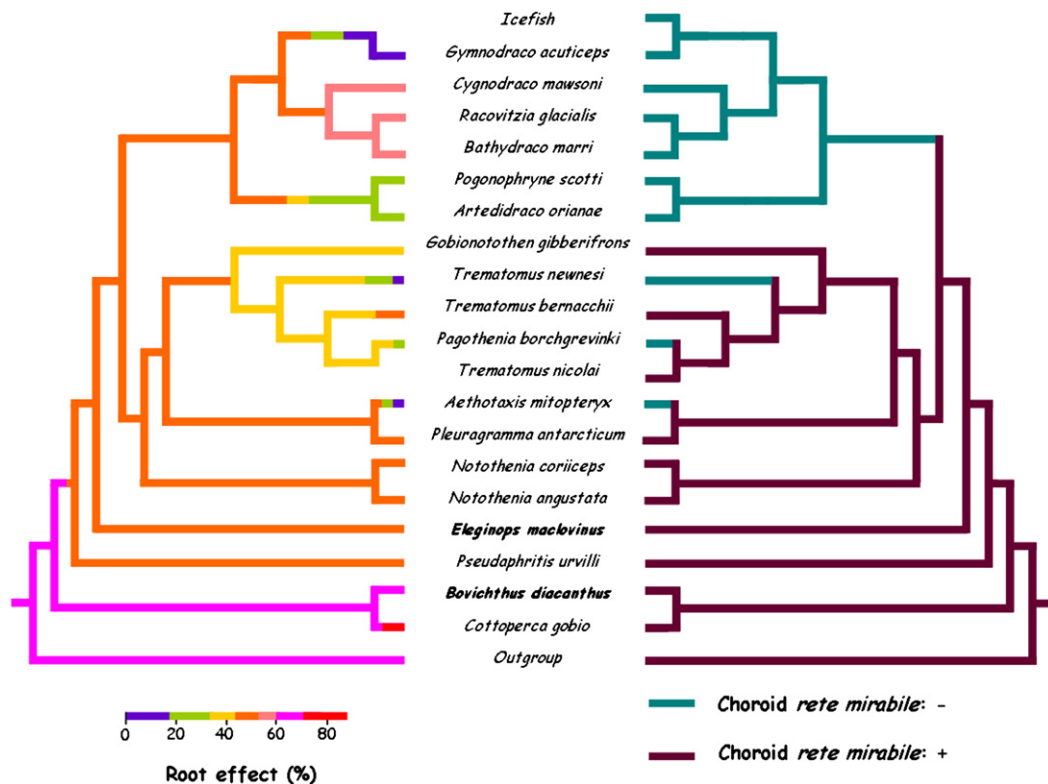 Icefish
Gymnodraco acuticeps
Cygnodraco mawsoni
Racovitzia glacialis
Bathydraco marri
Pogonophryne scotti
Artedidraco orianae
Gobionotothen gibberifrons
Trematomus newnesi
Trematomus bernacchii
Pagothenia borchgrevinki
Trematomus nicolai
Aethotaxis mitopteryx
Pleuragramma antarcticum
Notothenia coriiceps
Notothenia angustata
Eleginops maclovinus
Pseudaphritis urvilli
Bovichthus diacanthus
Cottoperca gobio
Outgroup
0 20 40 60 80
Root effect (%)
Choroid rete mirabile: -
Choroid rete mirabile: +